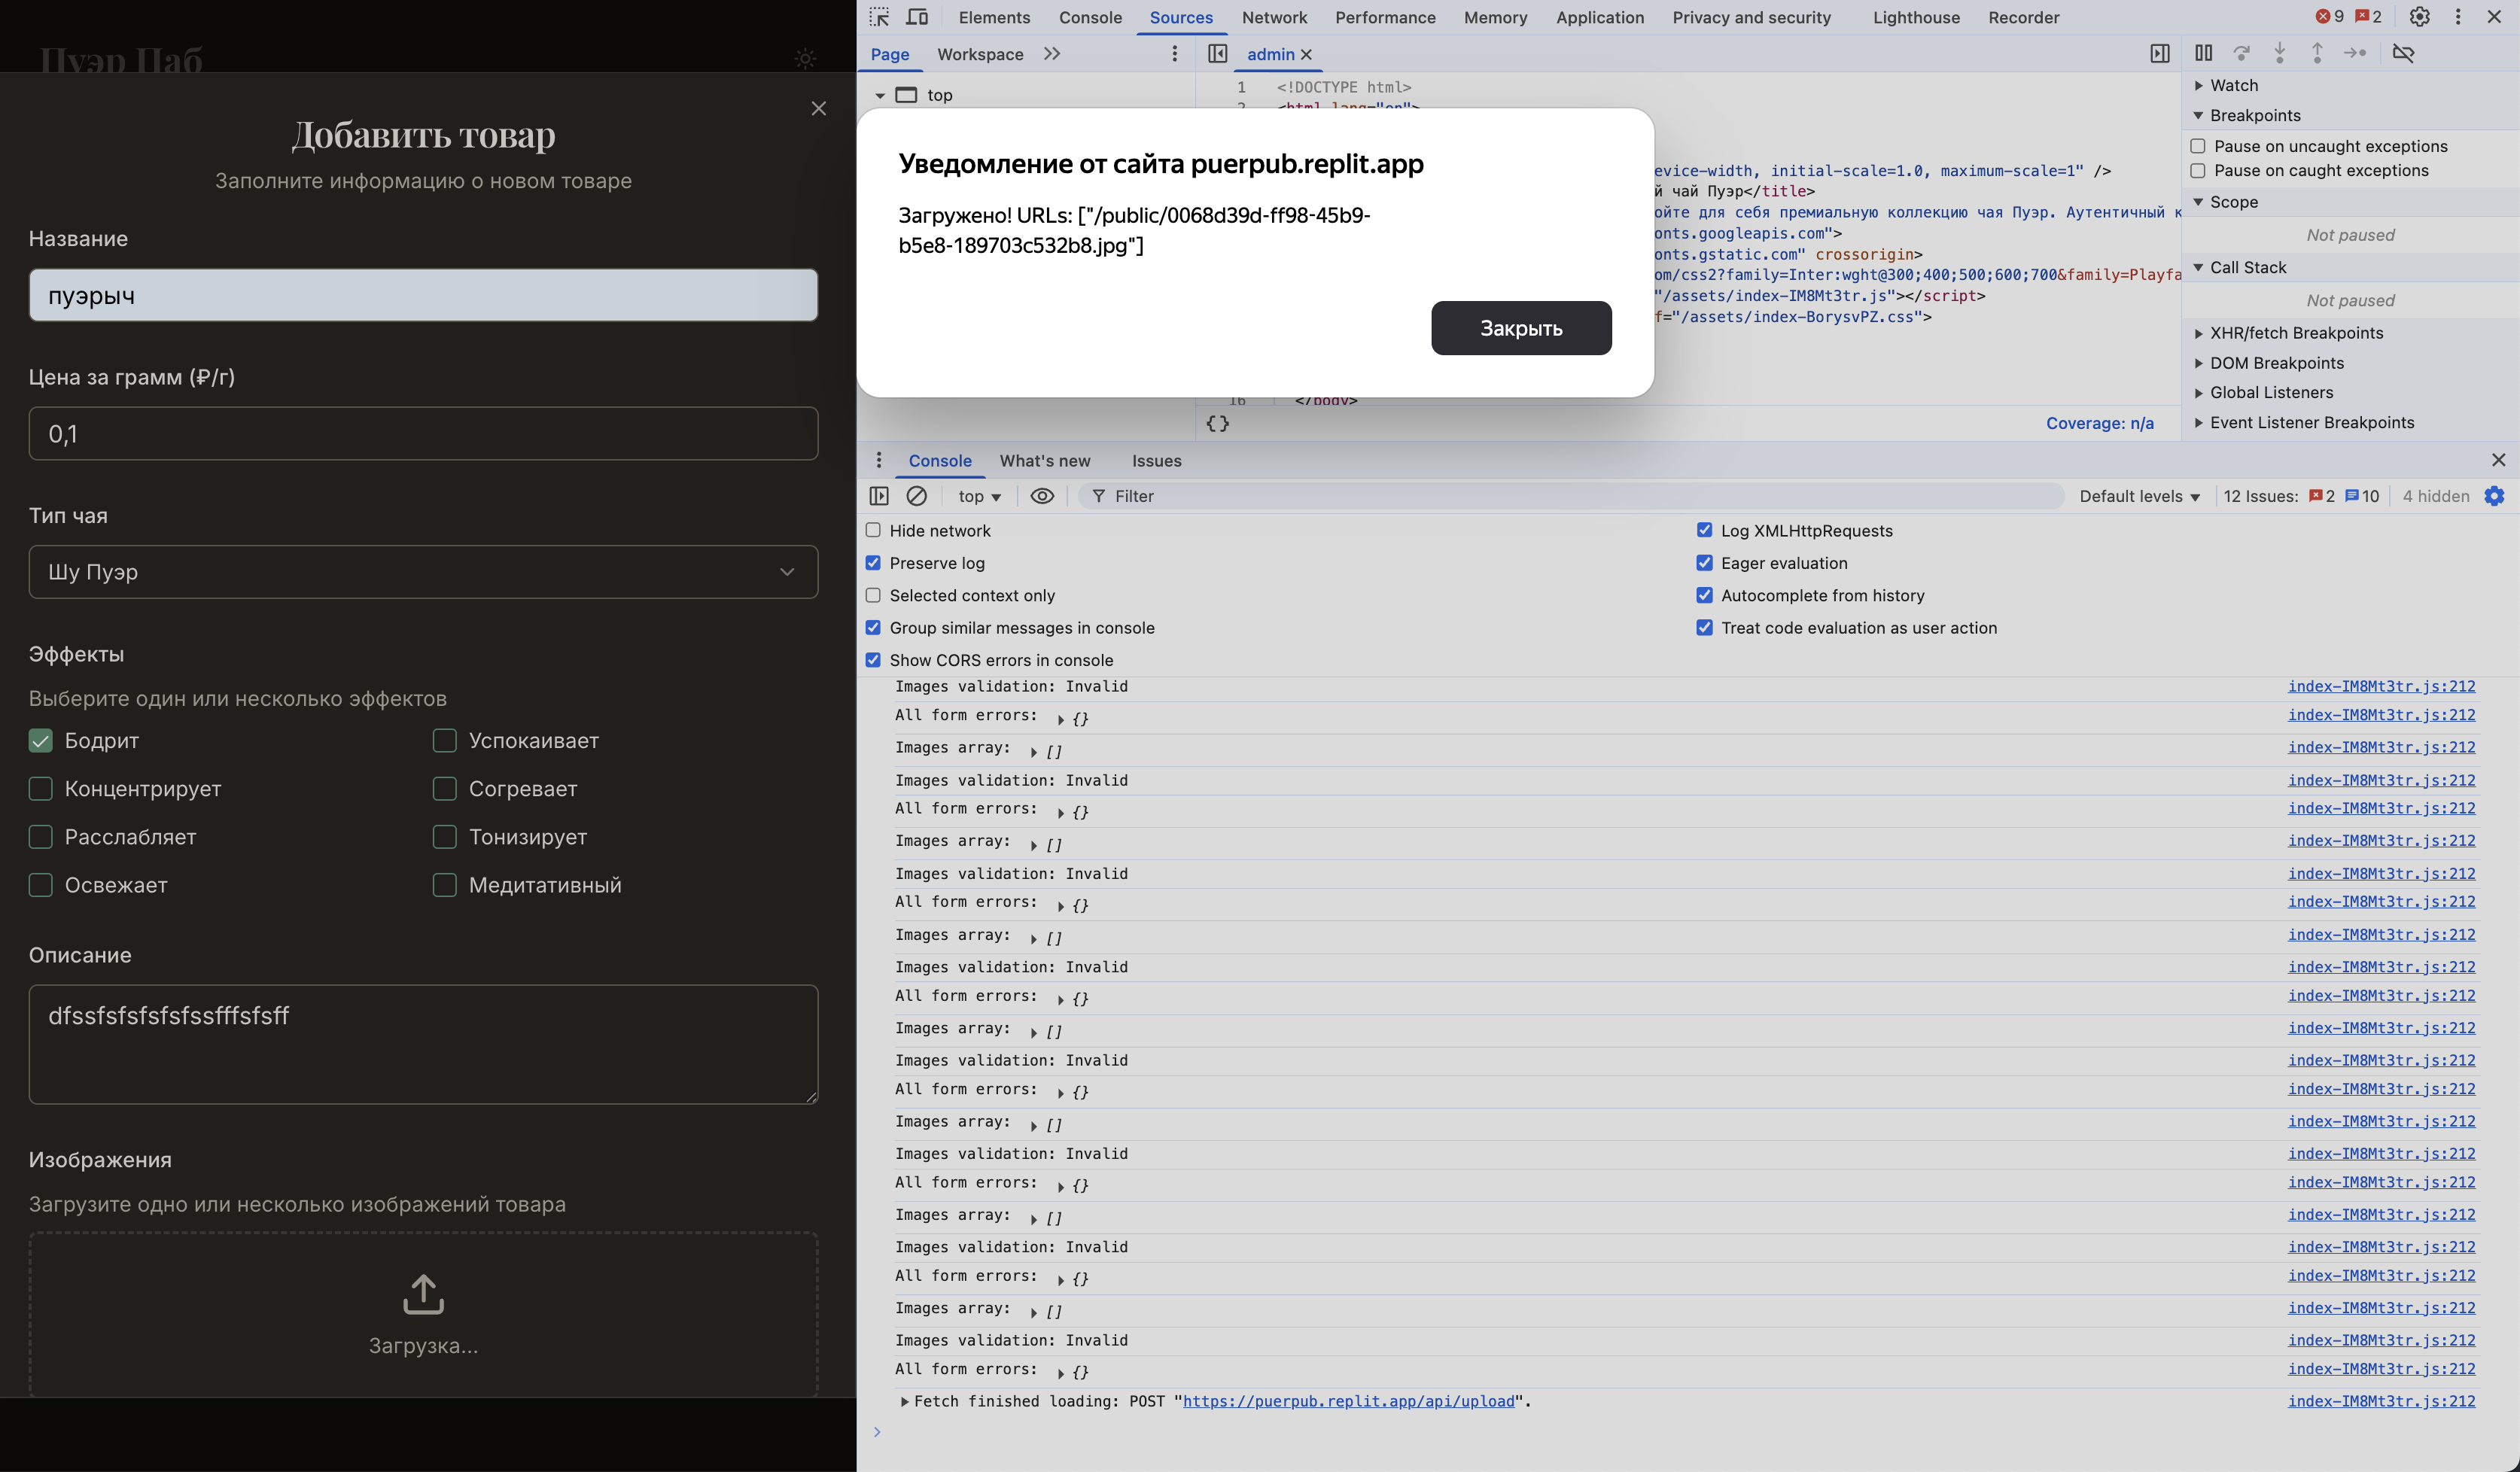 Пуэр Паб
Добавить товар
Заполните информацию о новом товаре
Название
пуэрыч
Цена за грамм (₽/г)
0,1
Тип чая
Шу Пуэр
Эффекты
Выберите один или несколько эффектов
Бодрит
Успокаивает
Концентрирует
Согревает
Расслабляет
Тонизирует
Освежает
Медитативный
Описание
dfssfsfsfsfsfssfffsfsff
Изображения
Загрузите одно или несколько изображений товара
Загрузка...
Elements Console Sources Network Performance Memory Application Privacy and security Lighthouse Recorder 9 2
Page Workspace admin
top
1 <!DOCTYPE html>
2 <html lang="en">
Уведомление от сайта puerpub.replit.app
Загружено! URLs: ["/public/0068d39d-ff98-45b9-
b5e8-189703c532b8.jpg"]
Закрыть
evice-width, initial-scale=1.0, maximum-scale=1" />
й чай Пуэр</title>
ойте для себя премиальную коллекцию чая Пуэр. Аутентичный к
onts.googleapis.com">
onts.gstatic.com" crossorigin>
om/css2?family=Inter:wght@300;400;500;600;700&family=Playfa
"/assets/index-IM8Mt3tr.js"></script>
f="/assets/index-BorysvPZ.css">
16 </body>
{} Coverage: n/a
Watch
Breakpoints
Pause on uncaught exceptions
Pause on caught exceptions
Scope
Not paused
Call Stack
Not paused
XHR/fetch Breakpoints
DOM Breakpoints
Global Listeners
Event Listener Breakpoints
Console What's new Issues
top Filter Default levels 12 Issues: 2 10 4 hidden
Hide network
Log XMLHttpRequests
Preserve log
Eager evaluation
Selected context only
Autocomplete from history
Group similar messages in console
Treat code evaluation as user action
Show CORS errors in console
Images validation: Invalid index-IM8Mt3tr.js:212
All form errors: {} index-IM8Mt3tr.js:212
Images array: [] index-IM8Mt3tr.js:212
Images validation: Invalid index-IM8Mt3tr.js:212
All form errors: {} index-IM8Mt3tr.js:212
Images array: [] index-IM8Mt3tr.js:212
Images validation: Invalid index-IM8Mt3tr.js:212
All form errors: {} index-IM8Mt3tr.js:212
Images array: [] index-IM8Mt3tr.js:212
Images validation: Invalid index-IM8Mt3tr.js:212
All form errors: {} index-IM8Mt3tr.js:212
Images array: [] index-IM8Mt3tr.js:212
Images validation: Invalid index-IM8Mt3tr.js:212
All form errors: {} index-IM8Mt3tr.js:212
Images array: [] index-IM8Mt3tr.js:212
Images validation: Invalid index-IM8Mt3tr.js:212
All form errors: {} index-IM8Mt3tr.js:212
Images array: [] index-IM8Mt3tr.js:212
Images validation: Invalid index-IM8Mt3tr.js:212
All form errors: {} index-IM8Mt3tr.js:212
Images array: [] index-IM8Mt3tr.js:212
Images validation: Invalid index-IM8Mt3tr.js:212
All form errors: {} index-IM8Mt3tr.js:212
Fetch finished loading: POST "https://puerpub.replit.app/api/upload". index-IM8Mt3tr.js:212